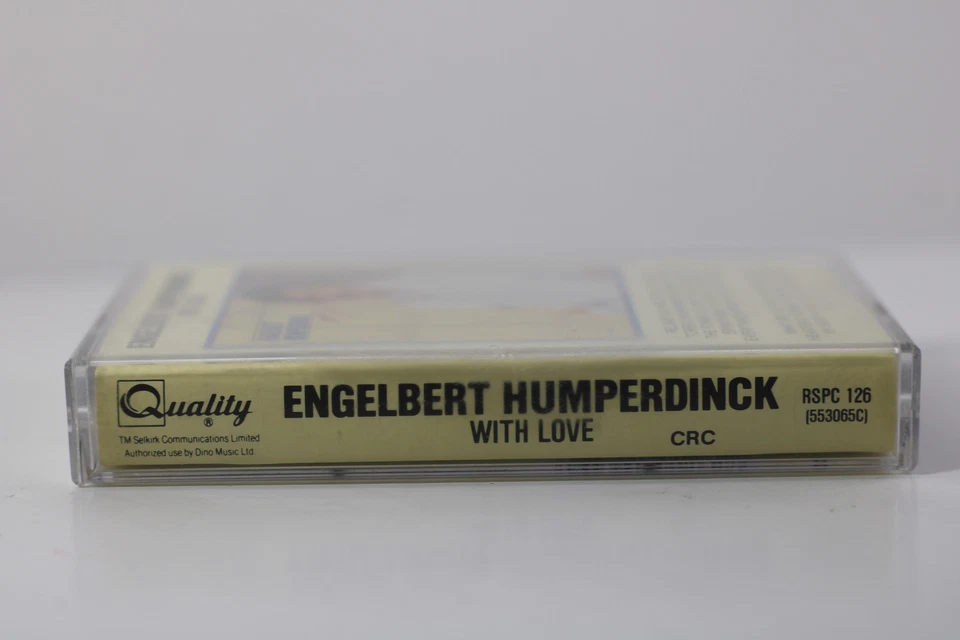 Quality®
TM Selkirk Communications Limited
Authorized use by Dino Music Ltd.
ENGELBERT HUMPERDINCK
WITH LOVE
CRC
RSPC 126
(553065C)